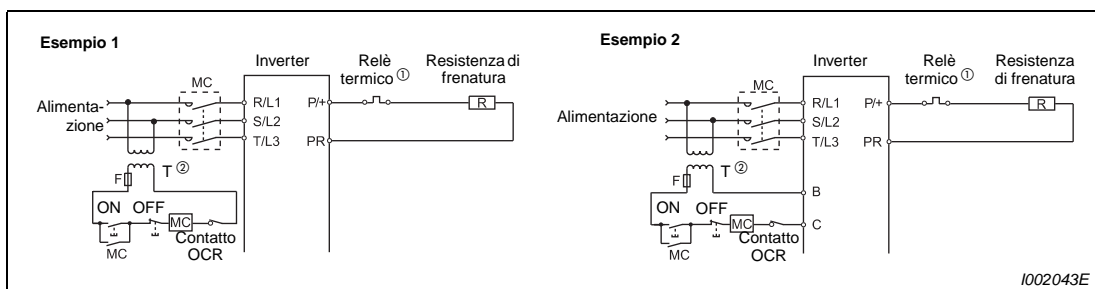 Esempio 1
Inverter
Relè
termico ①
Resistenza di
frenatura
MC
Alimenta-
zione
R/L1
S/L2
T/L3
P/+
PR
R
T ②
F
ON
OFF
MC
MC
Contatto
OCR
Esempio 2
Inverter
Relè
termico ①
Resistenza
di frenatura
MC
Alimentazione
R/L1
S/L2
T/L3
P/+
PR
R
T ②
F
B
ON
OFF
MC
C
MC
Contatto
OCR
I002043E